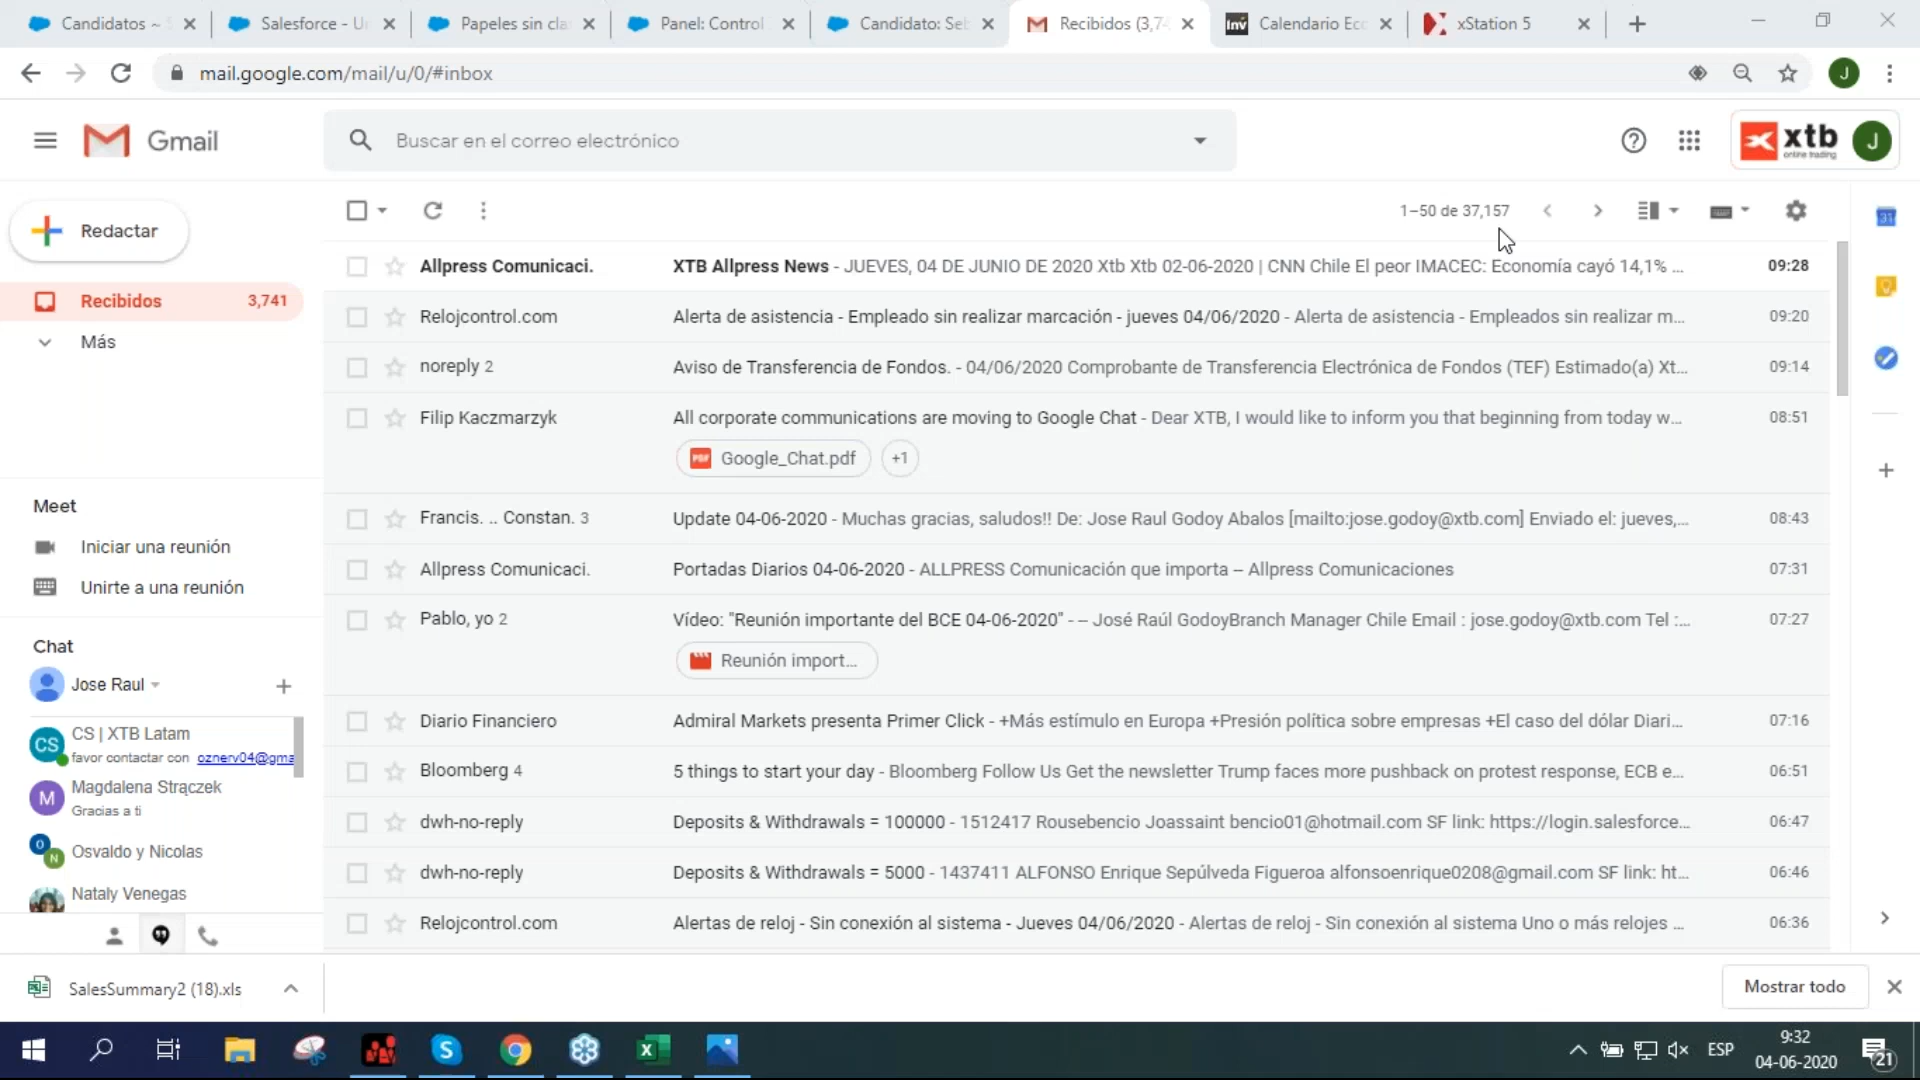 Candidatos ~
Salesforce - U
Papeles sin cla
Panel: Control
Candidato: Seb
Recibidos (3,7
Inv
Calendario Ec
xStation 5
mail.google.com/mail/u/0/#inbox
J
Gmail
Buscar en el correo electrónico
xtb
online trading
J
Redactar
1–50 de 37,157
31
Recibidos 3,741
Más
Allpress Comunicaci. XTB Allpress News - JUEVES, 04 DE JUNIO DE 2020 Xtb Xtb 02-06-2020 | CNN Chile El peor IMACEC: Economía cayó 14,1% ... 09:28
Relojcontrol.com Alerta de asistencia - Empleado sin realizar marcación - jueves 04/06/2020 - Alerta de asistencia - Empleados sin realizar m... 09:20
noreply 2 Aviso de Transferencia de Fondos. - 04/06/2020 Comprobante de Transferencia Electrónica de Fondos (TEF) Estimado(a) Xt... 09:14
Filip Kaczmarzyk All corporate communications are moving to Google Chat - Dear XTB, I would like to inform you that beginning from today w... 08:51
PDF Google_Chat.pdf +1
Francis. .. Constan. 3 Update 04-06-2020 - Muchas gracias, saludos!! De: Jose Raul Godoy Abalos [mailto:jose.godoy@xtb.com] Enviado el: jueves,... 08:43
Allpress Comunicaci. Portadas Diarios 04-06-2020 - ALLPRESS Comunicación que importa – Allpress Comunicaciones 07:31
Pablo, yo 2 Vídeo: "Reunión importante del BCE 04-06-2020" - – José Raúl GodoyBranch Manager Chile Email : jose.godoy@xtb.com Tel :... 07:27
Reunión import...
Diario Financiero Admiral Markets presenta Primer Click - +Más estímulo en Europa +Presión política sobre empresas +El caso del dólar Diari... 07:16
Bloomberg 4 5 things to start your day - Bloomberg Follow Us Get the newsletter Trump faces more pushback on protest response, ECB e... 06:51
dwh-no-reply Deposits & Withdrawals = 100000 - 1512417 Rousebencio Joassaint bencio01@hotmail.com SF link: https://login.salesforce... 06:47
dwh-no-reply Deposits & Withdrawals = 5000 - 1437411 ALFONSO Enrique Sepúlveda Figueroa alfonsoenrique0208@gmail.com SF link: ht... 06:46
Relojcontrol.com Alertas de reloj - Sin conexión al sistema - Jueves 04/06/2020 - Alertas de reloj - Sin conexión al sistema Uno o más relojes ... 06:36
Meet
Iniciar una reunión
Unirte a una reunión
Chat
Jose Raul
CS
CS | XTB Latam
favor contactar con oznerv04@gma
M
Magdalena Strączek
Gracias a ti
O
N
Osvaldo y Nicolas
Nataly Venegas
SalesSummary2 (18).xls
Mostrar todo
ESP
9:32
04-06-2020
21